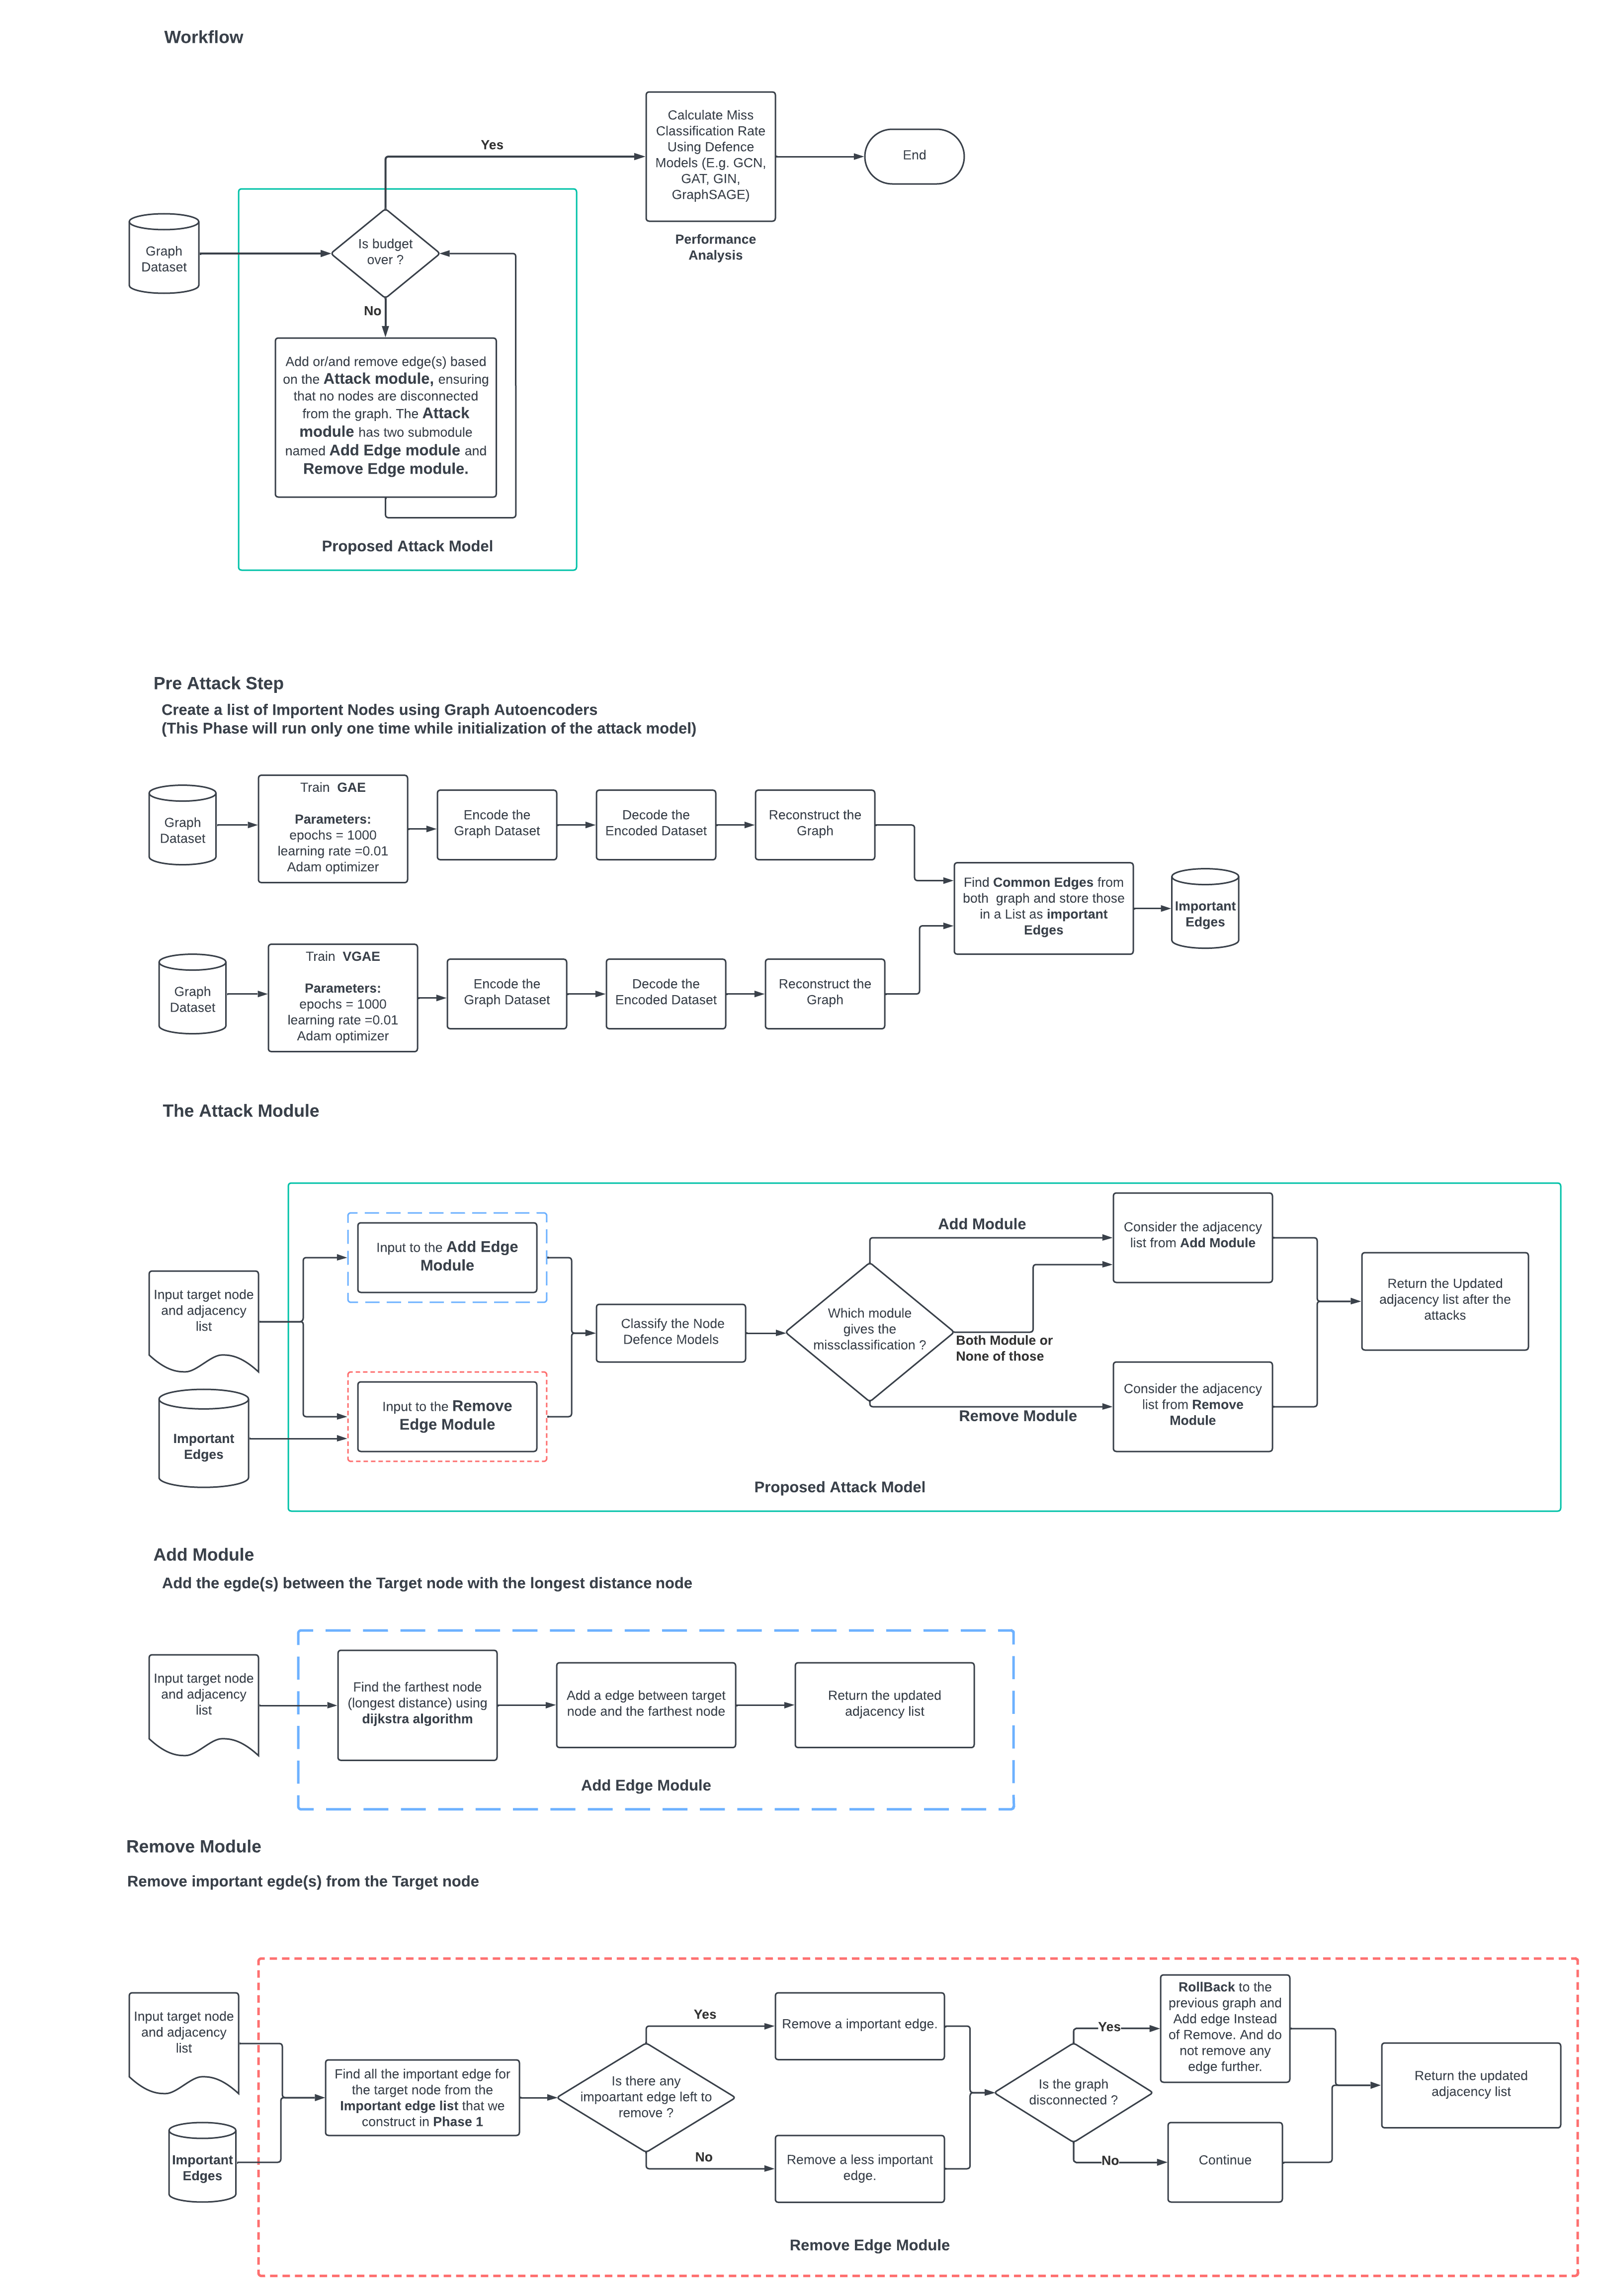 Workflow
Calculate Miss
Classification Rate
Using Defence
Models (E.g. GCN,
GAT, GIN,
GraphSAGE)
Yes
End
Performance
Analysis
Graph
Dataset
Is budget
over ?
No
Add or/and remove edge(s) based
on the Attack module, ensuring
that no nodes are disconnected
from the graph. The Attack
module has two submodule
named Add Edge module and
Remove Edge module.
Proposed Attack Model
Pre Attack Step
Create a list of Importent Nodes using Graph Autoencoders
(This Phase will run only one time while initialization of the attack model)
Graph
Dataset
Train GAE
Parameters:
epochs = 1000
learning rate =0.01
Adam optimizer
Encode the
Graph Dataset
Decode the
Encoded Dataset
Reconstruct the
Graph
Find Common Edges from
both graph and store those
in a List as important
Edges
Important
Edges
Graph
Dataset
Train VGAE
Parameters:
epochs = 1000
learning rate =0.01
Adam optimizer
Encode the
Graph Dataset
Decode the
Encoded Dataset
Reconstruct the
Graph
The Attack Module
Input target node
and adjacency
list
Important
Edges
Input to the Add Edge
Module
Input to the Remove
Edge Module
Classify the Node
Defence Models
Which module
gives the
missclassification ?
Add Module
Both Module or
None of those
Remove Module
Consider the adjacency
list from Add Module
Consider the adjacency
list from Remove
Module
Return the Updated
adjacency list after the
attacks
Proposed Attack Model
Add Module
Add the egde(s) between the Target node with the longest distance node
Input target node
and adjacency
list
Find the farthest node
(longest distance) using
dijkstra algorithm
Add a edge between target
node and the farthest node
Return the updated
adjacency list
Add Edge Module
Remove Module
Remove important egde(s) from the Target node
Input target node
and adjacency
list
Important
Edges
Find all the important edge for
the target node from the
Important edge list that we
construct in Phase 1
Is there any
impoartant edge left to
remove ?
Yes
No
Remove a important edge.
Remove a less important
edge.
Is the graph
disconnected ?
Yes
No
RollBack to the
previous graph and
Add edge Instead
of Remove. And do
not remove any
edge further.
Continue
Return the updated
adjacency list
Remove Edge Module